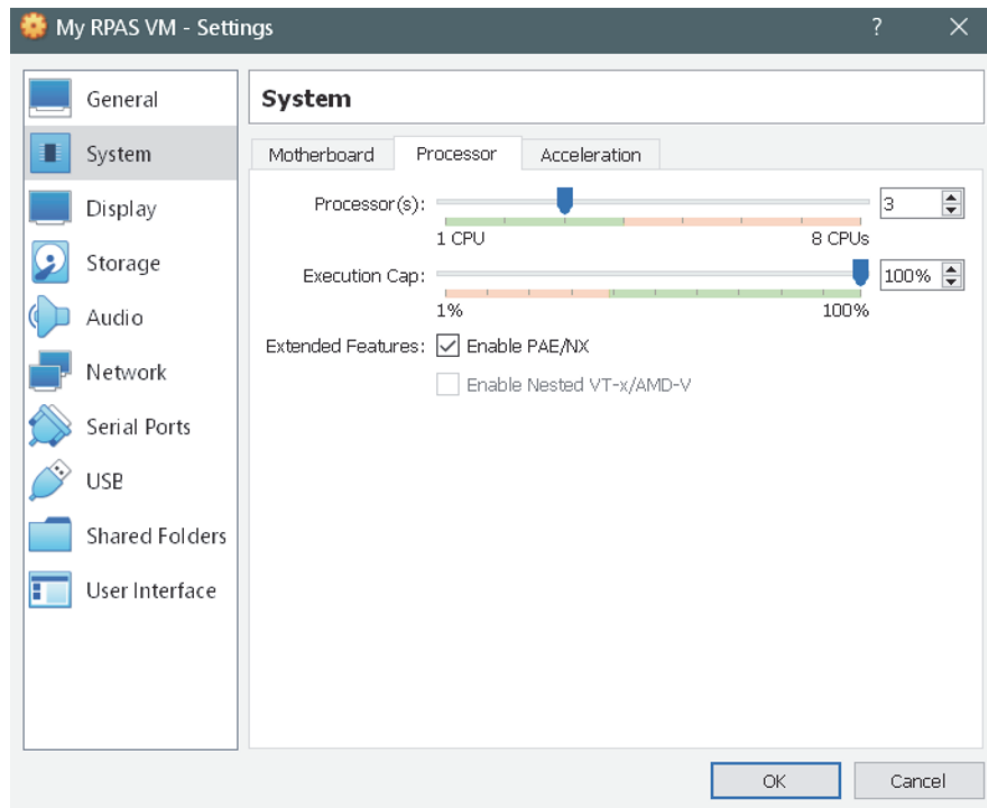 My RPAS VM - Settings
?
General
System
Display
Storage
Audio
Network
Serial Ports
USB
Shared Folders
User Interface
System
Motherboard Processor Acceleration
Processor(s): 3
1 CPU 8 CPUs
Execution Cap: 100%
1% 100%
Extended Features: Enable PAE/NX
Enable Nested VT-x/AMD-V
OK Cancel